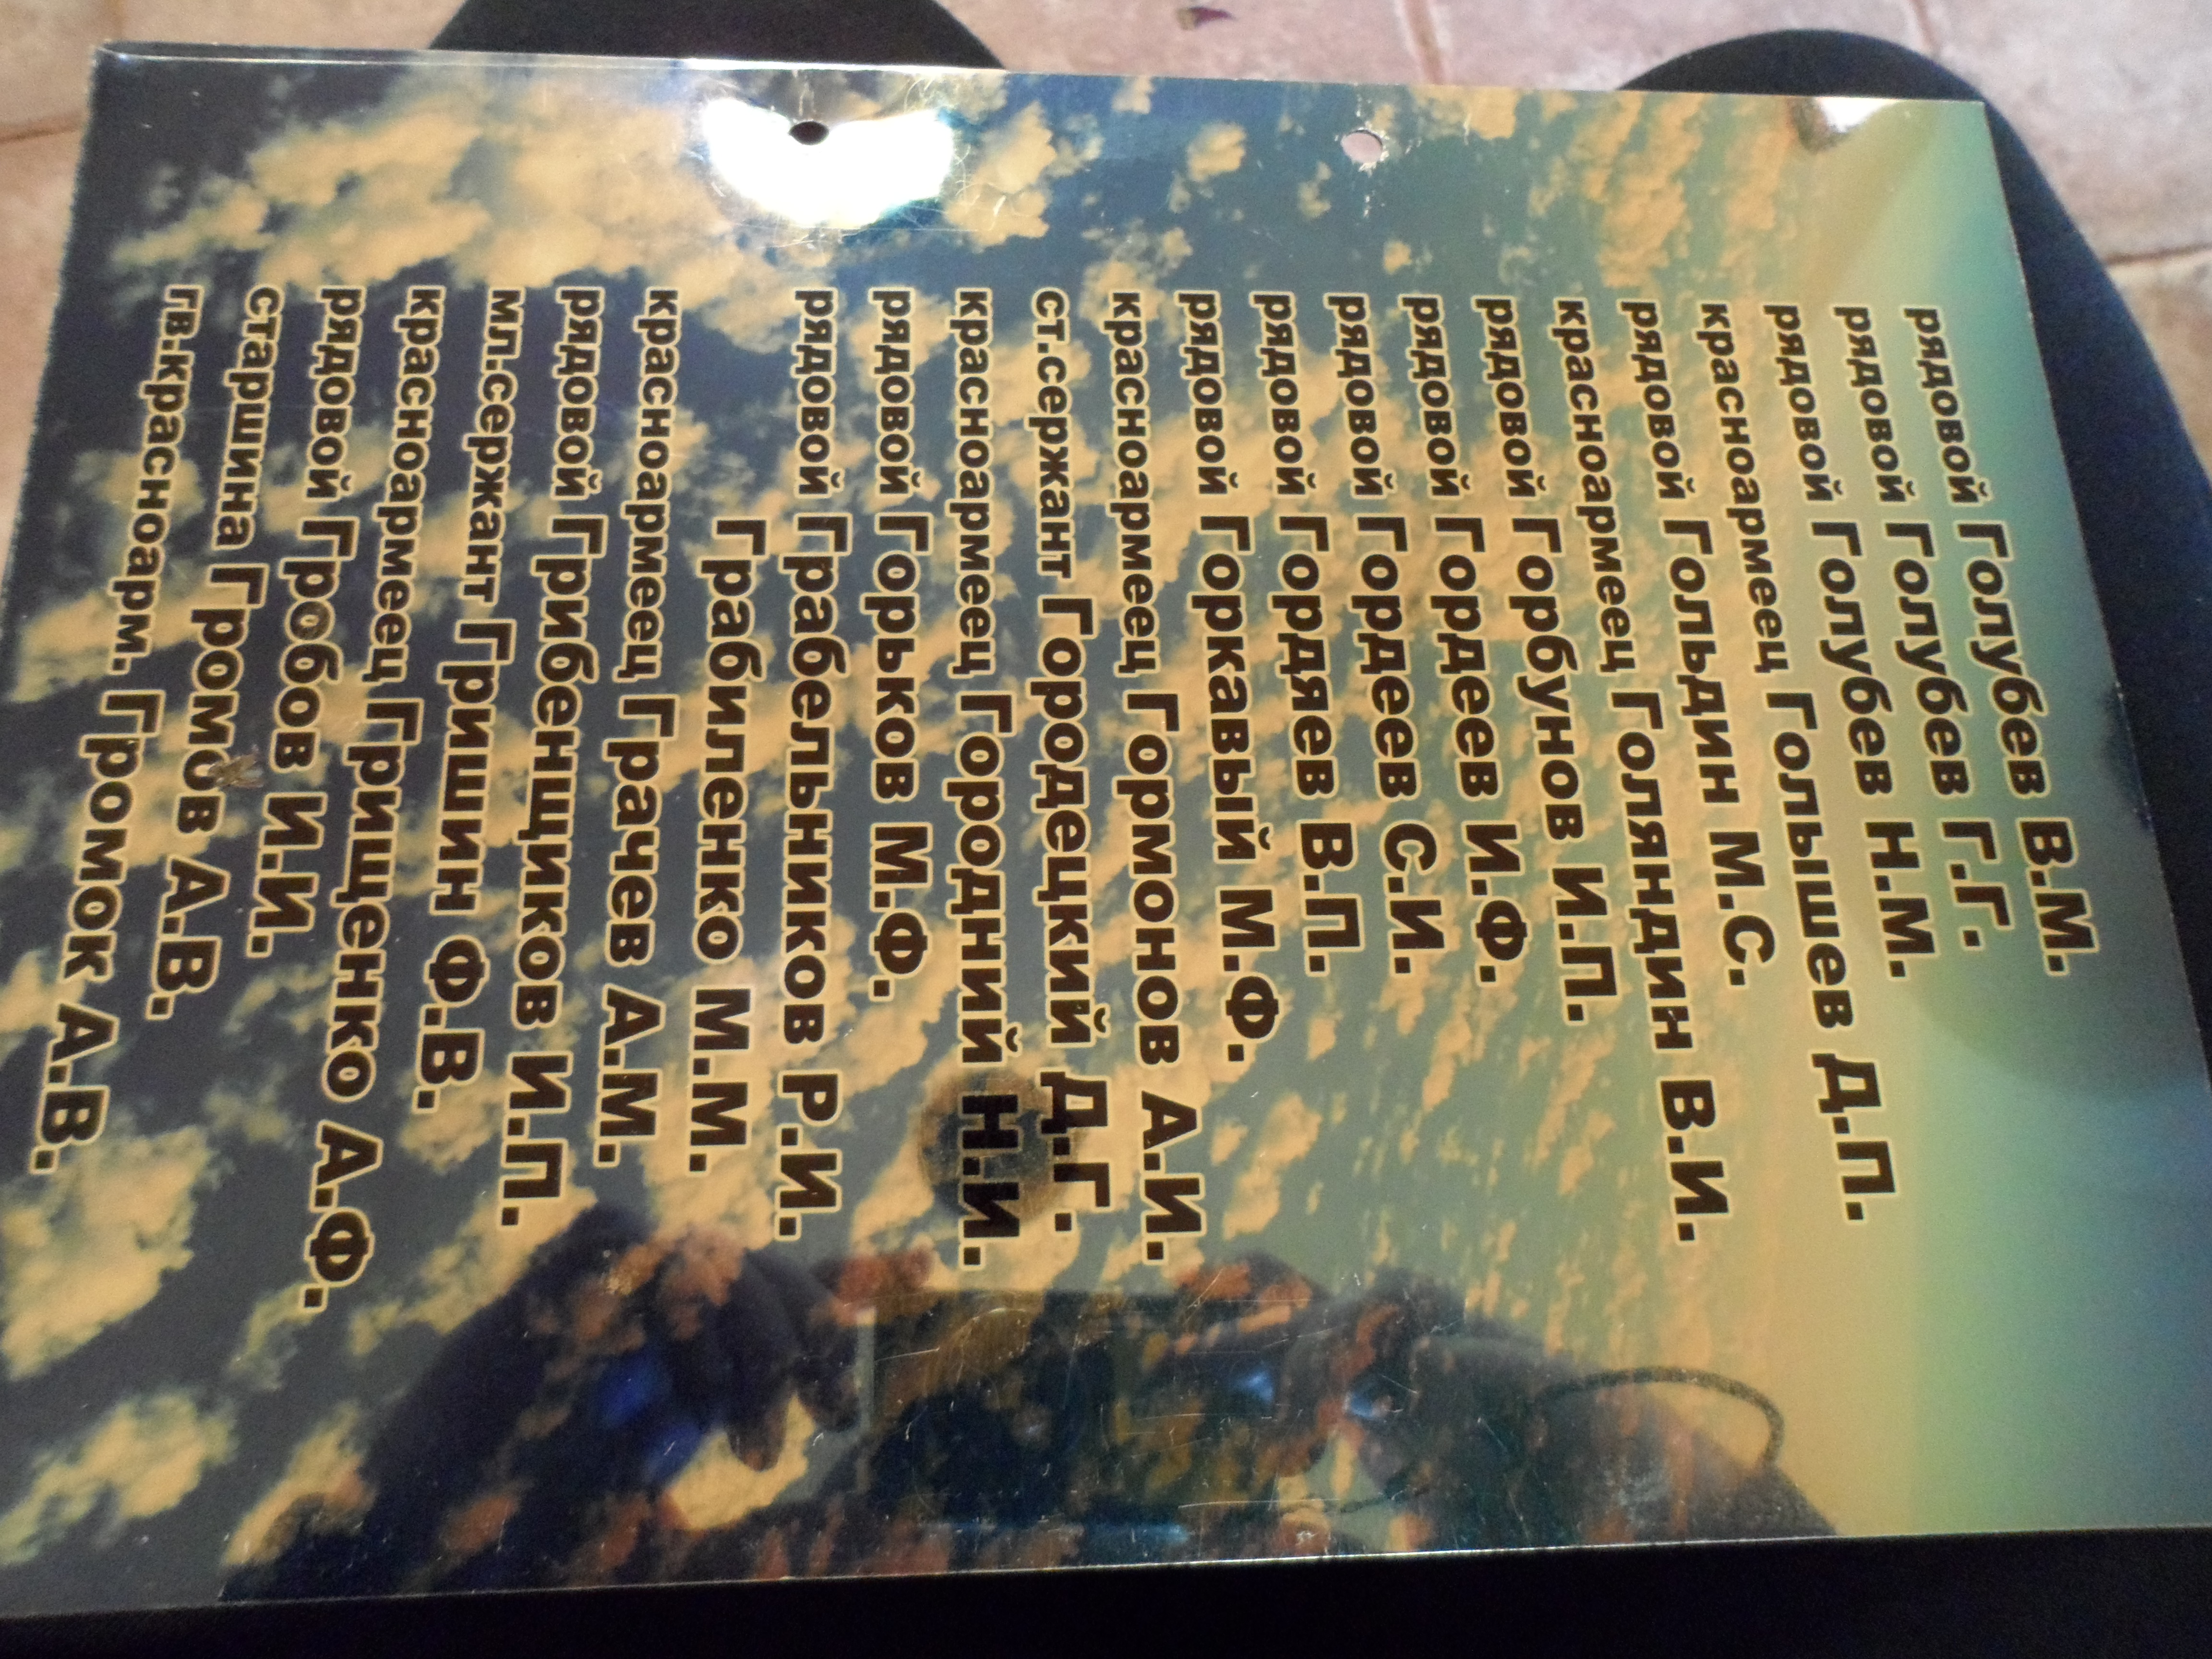 рядовой Голубев В.М.
рядовой Голубев Г.Г.
рядовой Голубев Н.М.
красноармеец Голышев Д.П.
рядовой Гольдин М.С.
красноармеец Голяндин В.И.
рядовой Горбунов И.П.
рядовой Гордеев И.Ф.
рядовой Гордеев С.И.
рядовой Гордяев В.П.
рядовой Горкавый М.Ф.
красноармеец Гормонов А.И.
ст.сержант Городецкий Д.Г.
красноармеец Городний Н.И.
рядовой Горьков М.Ф.
рядовой Грабельников Р.И.
Грабиленко М.М.
красноармеец Грачев А.М.
рядовой Грибенщиков И.П.
мл.сержант Гришин Ф.В.
красноармеец Грищенко А.Ф.
рядовой Гробов И.И.
старшина Громов А.В.
гв.красноарм. Громок А.В.